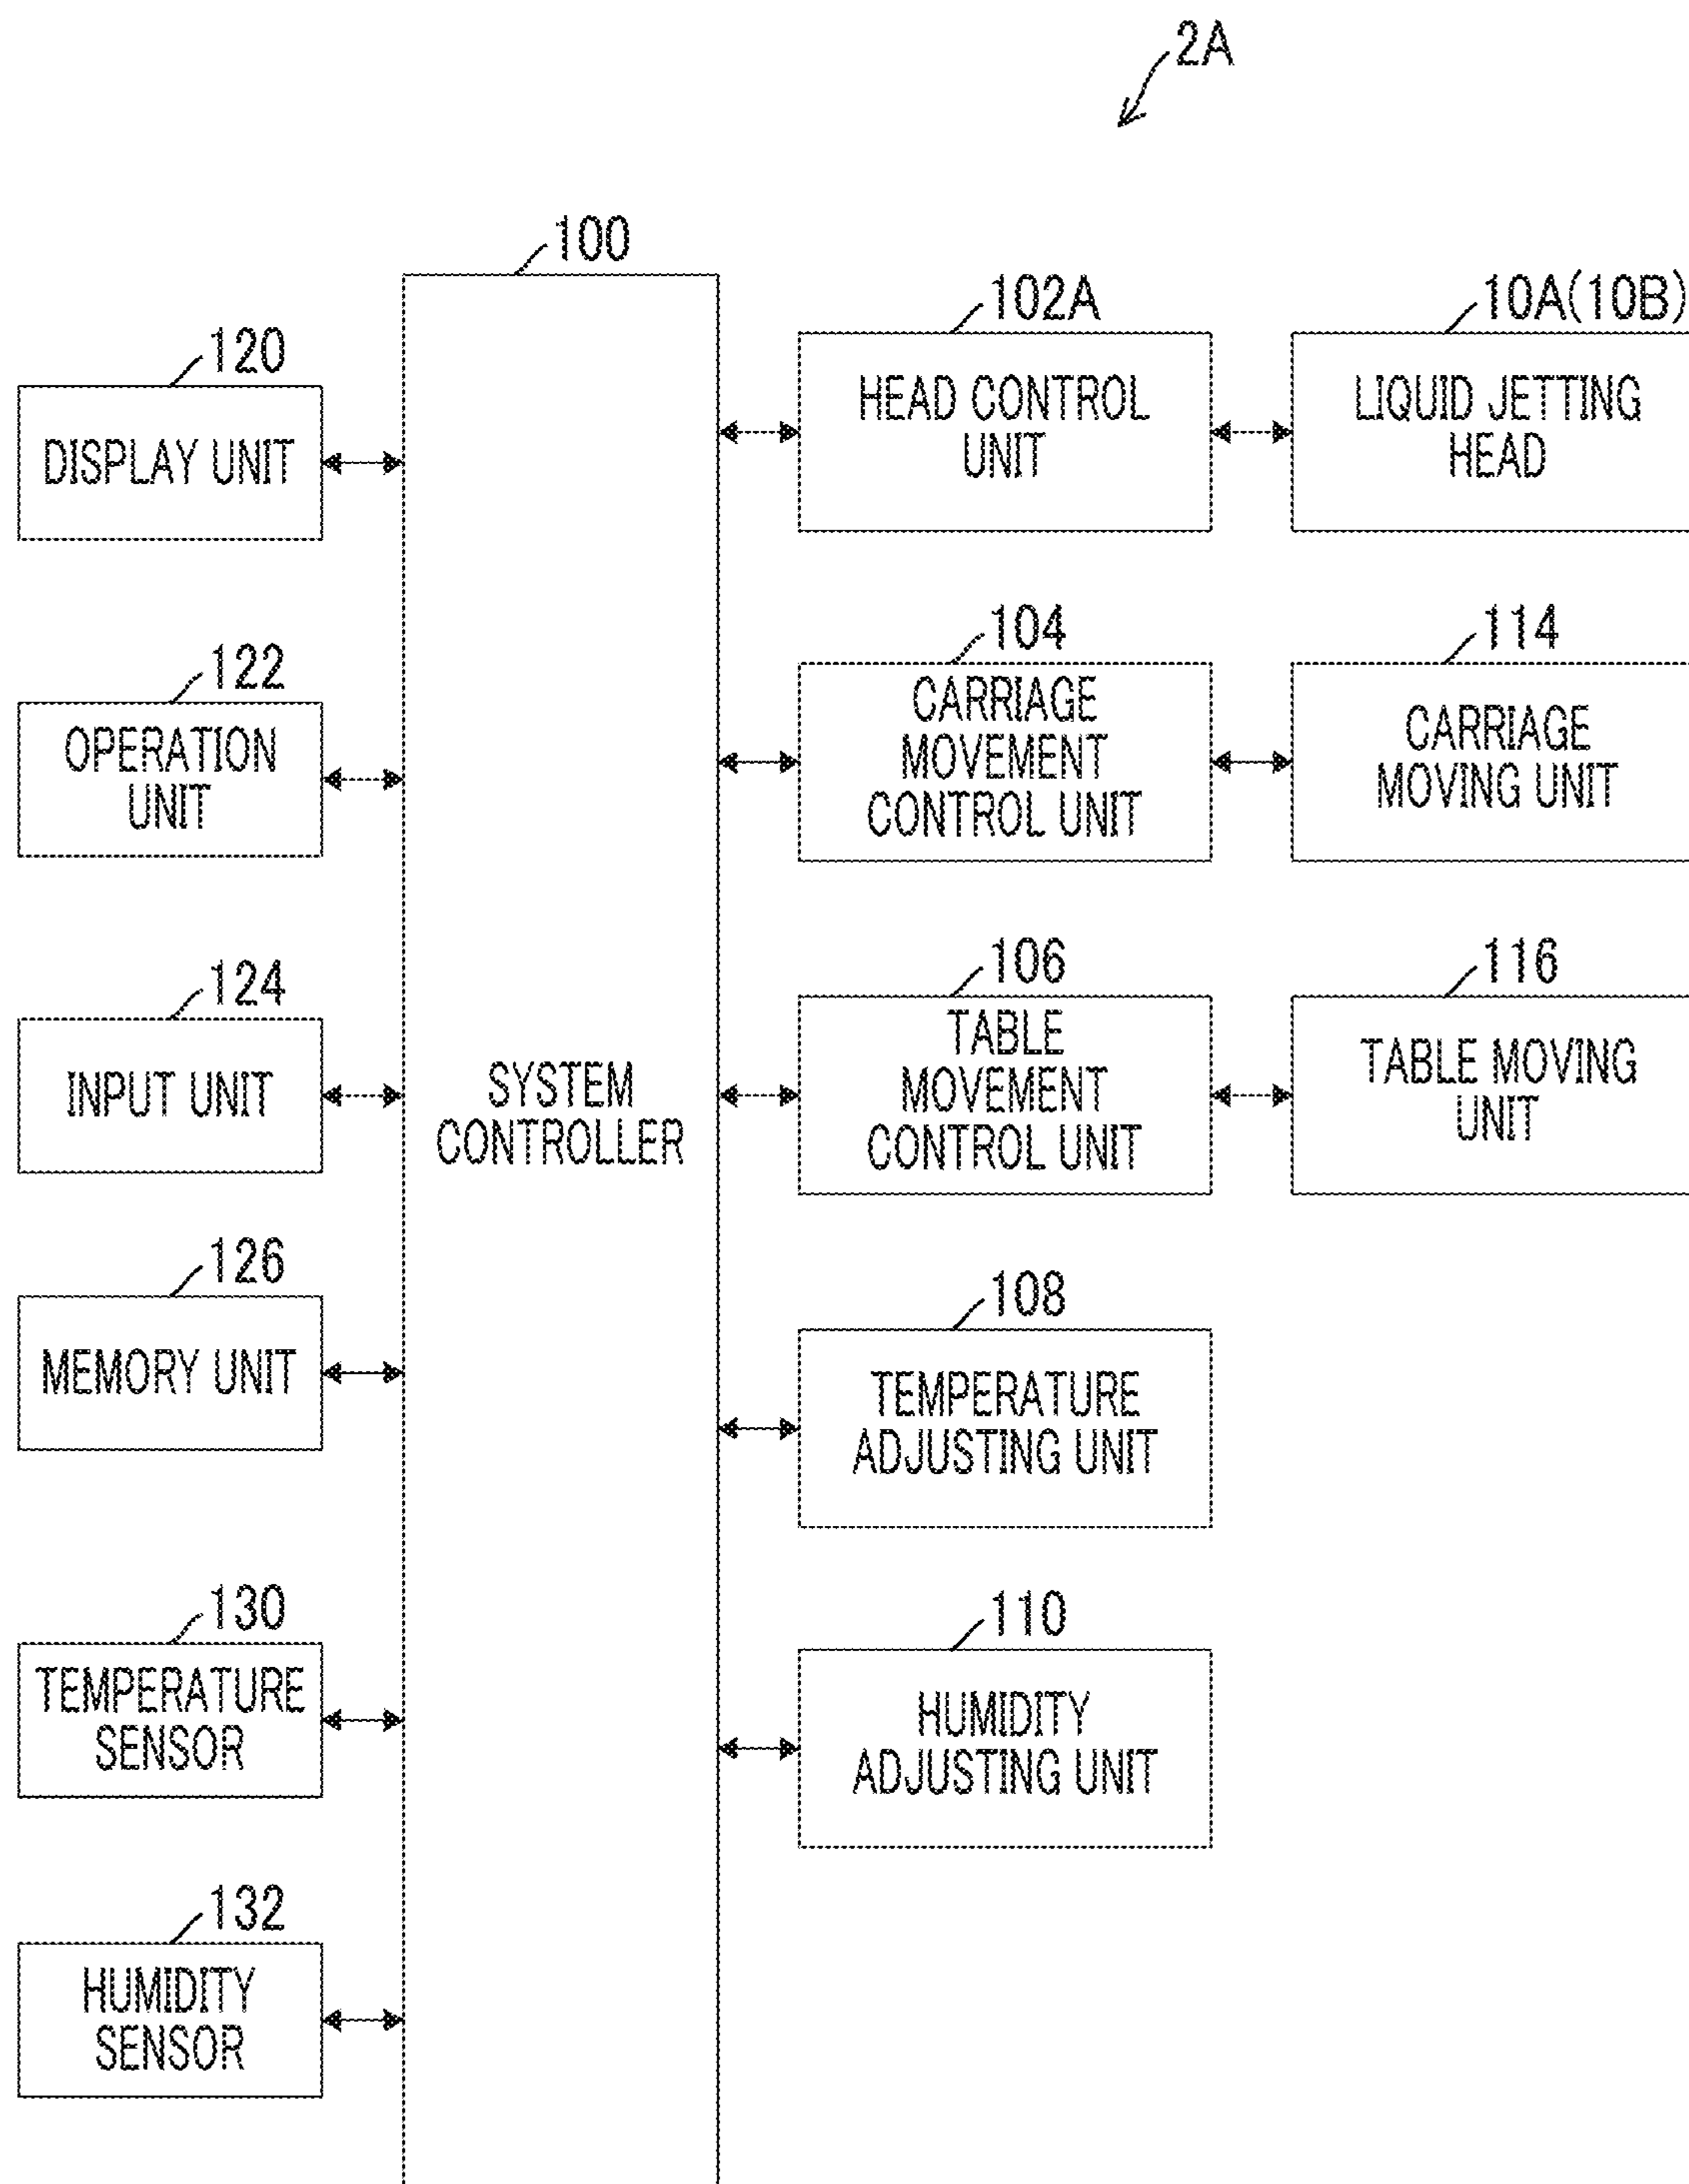 2A
100
102A
10A(10B)
120
HEAD CONTROL
UNIT
LIQUID JETTING
HEAD
DISPLAY UNIT
104
114
122
CARRIAGE
MOVEMENT
CONTROL UNIT
CARRIAGE
MOVING UNIT
OPERATION
UNIT
106
116
124
TABLE
MOVEMENT
CONTROL UNIT
TABLE MOVING
UNIT
INPUT UNIT
SYSTEM
CONTROLLER
126
108
MEMORY UNIT
TEMPERATURE
ADJUSTING UNIT
130
110
TEMPERATURE
SENSOR
HUMIDITY
ADJUSTING UNIT
132
HUMIDITY
SENSOR